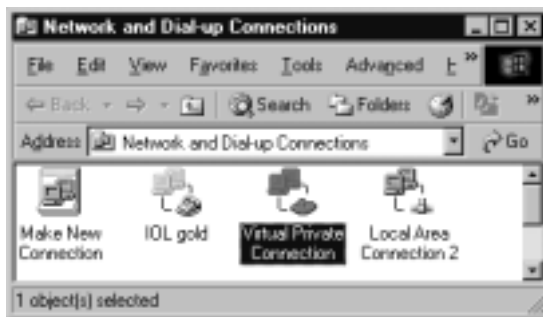 Network and Dial-up Connections
File Edit View Favorites Tools Advanced »
Back Search Folders »
Address Network and Dial-up Connections Go
Make New Connection
IOL gold
Virtual Private Connection
Local Area Connection 2
1 object(s) selected